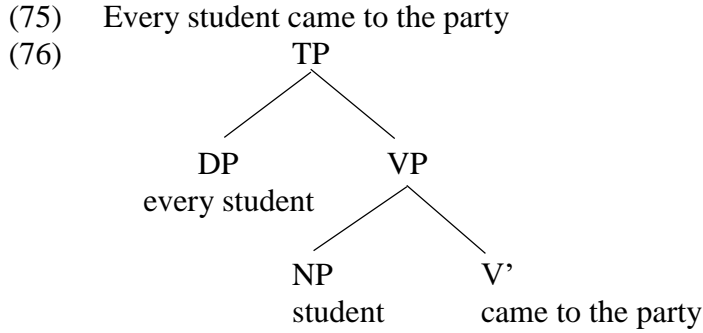 (75) Every student came to the party
(76) TP
DP VP
every student
NP V’
student came to the party